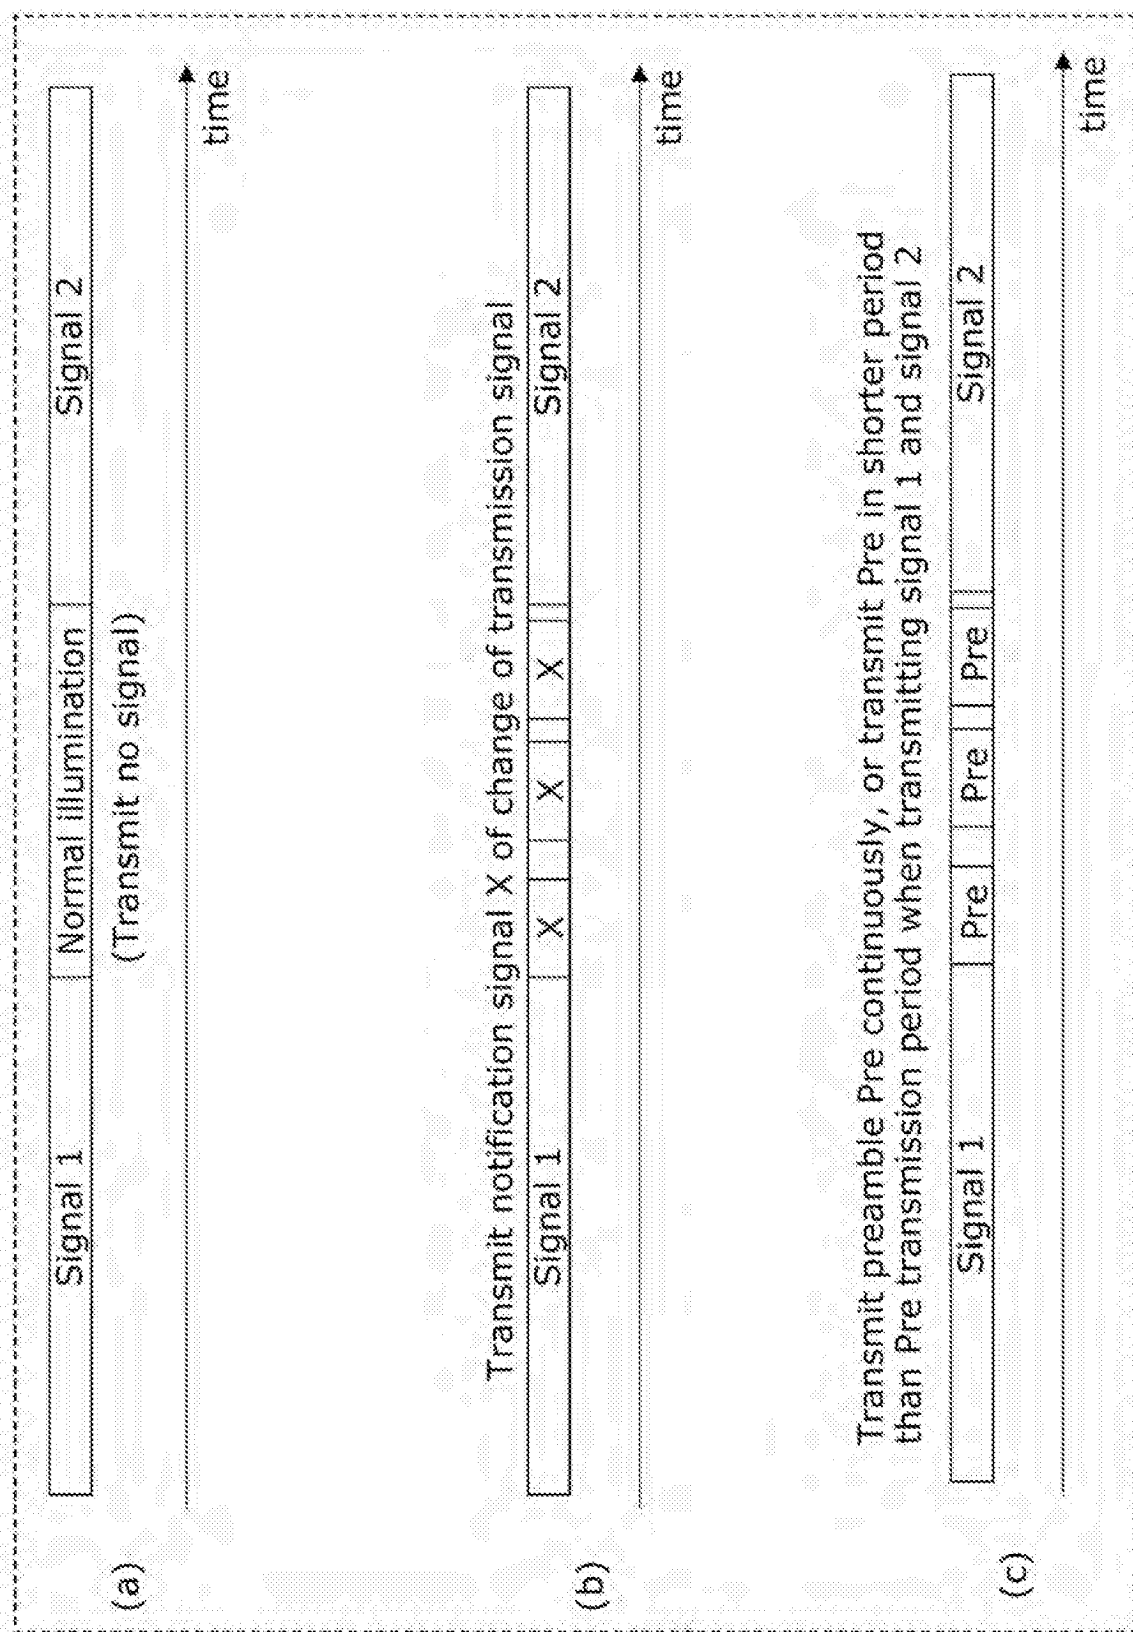 (a)
Signal 1 Normal illumination Signal 2
(Transmit no signal)
time
(b)
Transmit notification signal X of change of transmission signal
Signal 1 X X X Signal 2
time
(c)
Transmit preamble Pre continuously, or transmit Pre in shorter period
than Pre transmission period when transmitting signal 1 and signal 2
Signal 1 Pre Pre Pre Signal 2
time